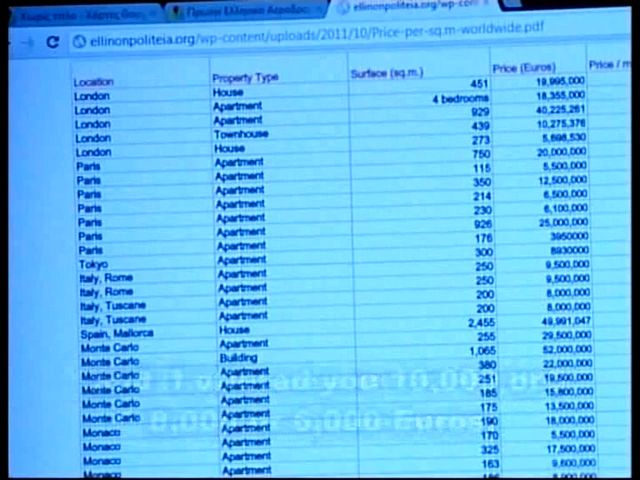 ellinonpoliteia.org/wp-con
ellinonpoliteia.org/wp-content/uploads/2011/10/Price-per-sq.m-worldwide.pdf
Location Property Type Surface (sq.m.) Price (Euros) Price / m
London House 451 19,995,000
London Apartment 4 bedrooms 18,355,000
London Apartment 929 40,225,261
London Townhouse 439 10,275,376
London House 273 5,698,530
Paris Apartment 750 20,000,000
Paris Apartment 115 5,500,000
Paris Apartment 350 12,500,000
Paris Apartment 214 6,500,000
Paris Apartment 230 6,100,000
Paris Apartment 926 25,000,000
Paris Apartment 176 3950000
Tokyo Apartment 300 8930000
Italy, Rome Apartment 250 9,500,000
Italy, Rome Apartment 250 9,500,000
Italy, Tuscane Apartment 200 8,000,000
Italy, Tuscane Apartment 200 8,000,000
Spain, Mallorca House 2,455 49,991,047
Monte Carlo Apartment 255 29,500,000
Monte Carlo Building 1,065 52,000,000
Monte Carlo Apartment 380 22,000,000
Monte Carlo Apartment 251 19,500,000
Monte Carlo Apartment 185 15,800,000
Monte Carlo Apartment 175 13,500,000
Monaco Apartment 190 18,000,000
Monaco Apartment 170 5,500,000
Monaco Apartment 325 17,500,000
Monaco Apartment 163 9,600,000